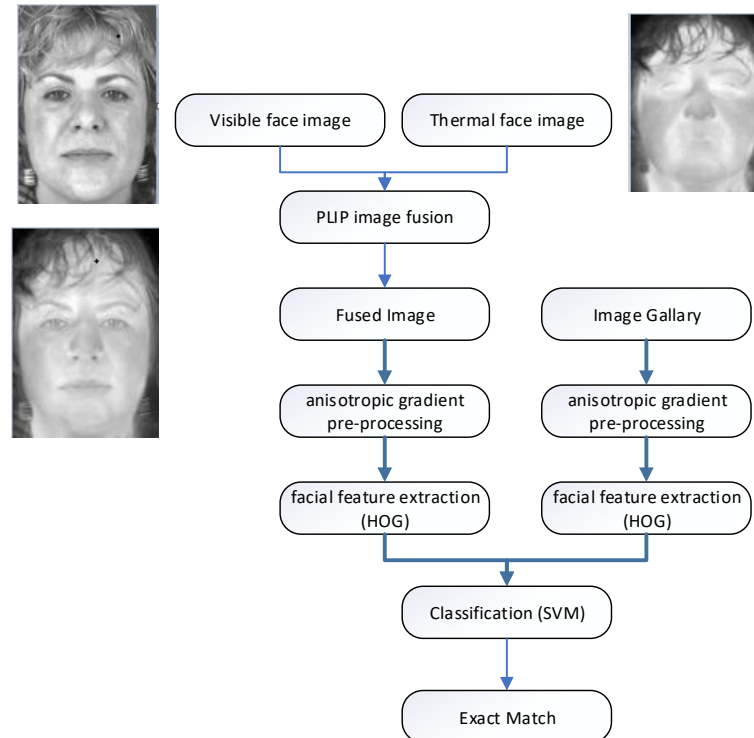 Visible face image
Thermal face image
PLIP image fusion
Fused Image
Image Gallary
anisotropic gradient
pre-processing
anisotropic gradient
pre-processing
facial feature extraction
(HOG)
facial feature extraction
(HOG)
Classification (SVM)
Exact Match